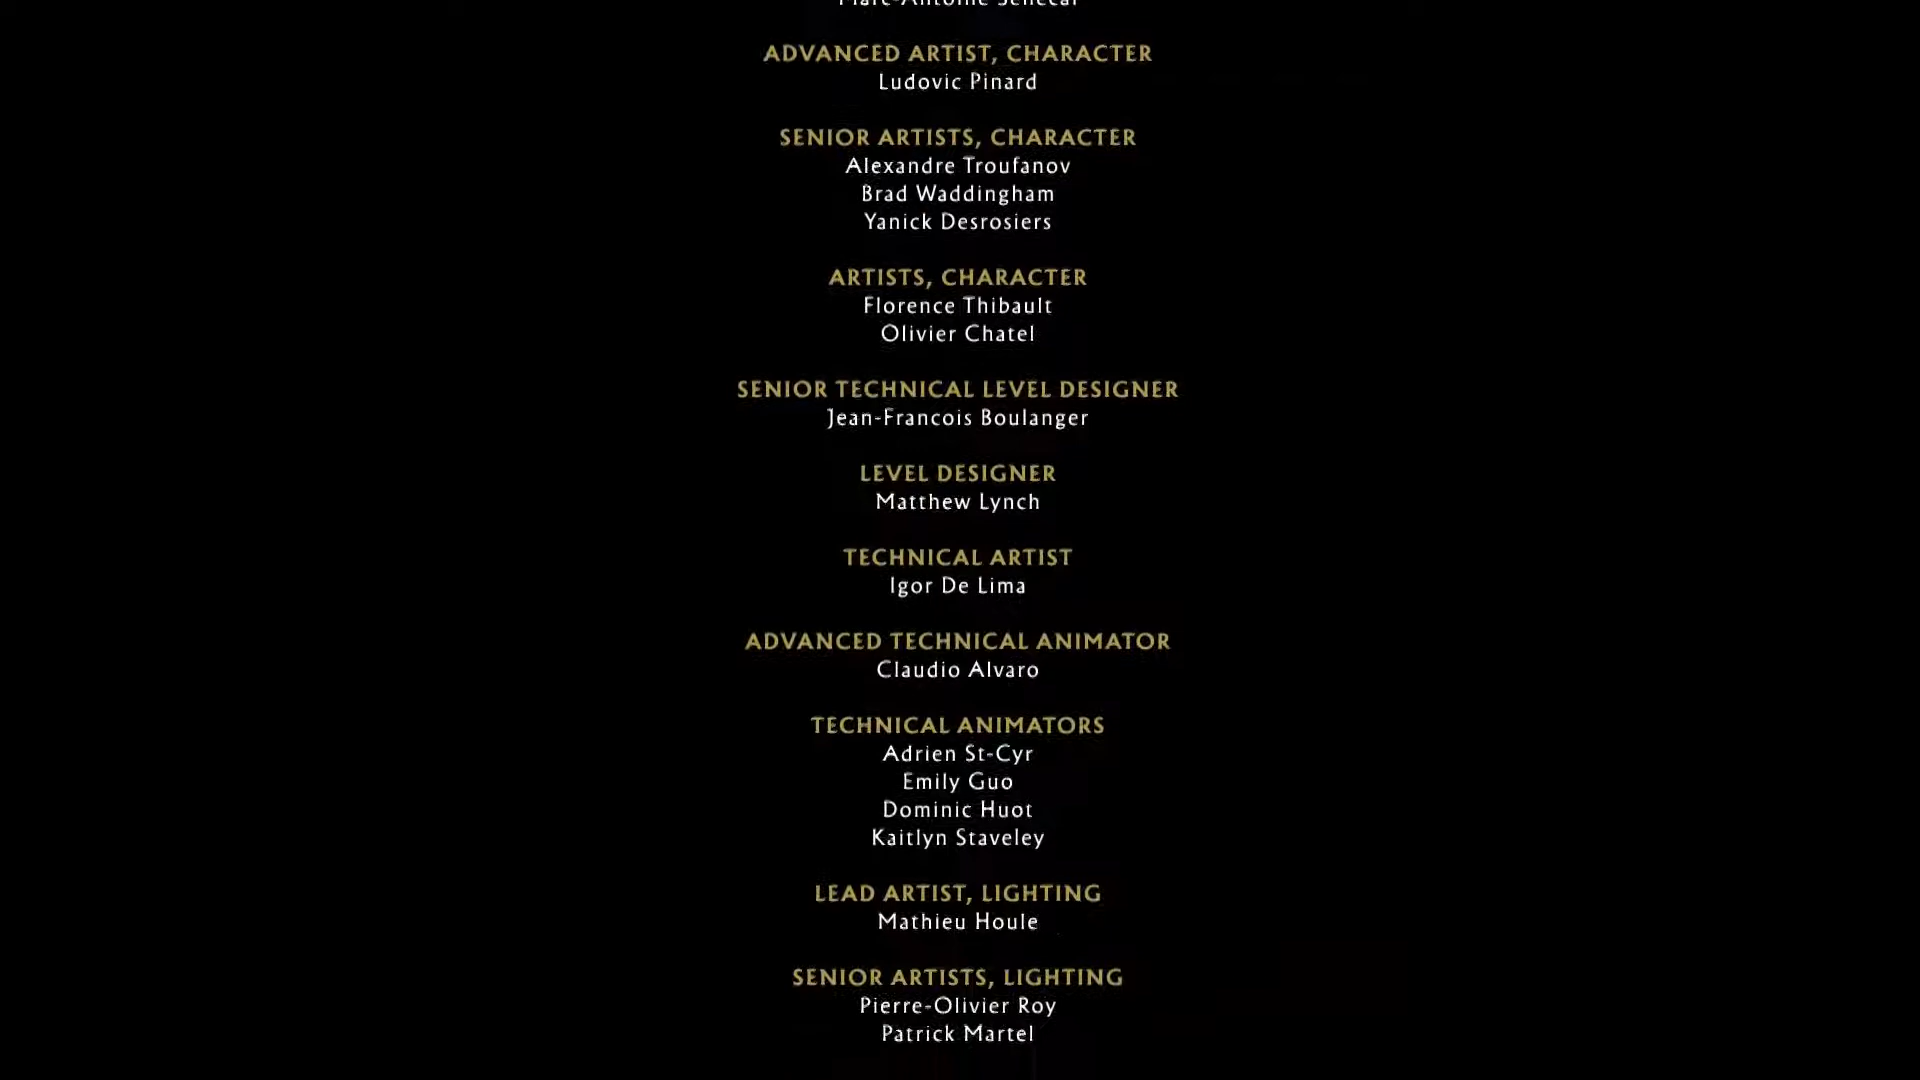 Marc-Antoine Senecal
ADVANCED ARTIST, CHARACTER
Ludovic Pinard
SENIOR ARTISTS, CHARACTER
Alexandre Troufanov
Brad Waddingham
Yanick Desrosiers
ARTISTS, CHARACTER
Florence Thibault
Olivier Chatel
SENIOR TECHNICAL LEVEL DESIGNER
Jean-Francois Boulanger
LEVEL DESIGNER
Matthew Lynch
TECHNICAL ARTIST
Igor De Lima
ADVANCED TECHNICAL ANIMATOR
Claudio Alvaro
TECHNICAL ANIMATORS
Adrien St-Cyr
Emily Guo
Dominic Huot
Kaitlyn Staveley
LEAD ARTIST, LIGHTING
Mathieu Houle
SENIOR ARTISTS, LIGHTING
Pierre-Olivier Roy
Patrick Martel